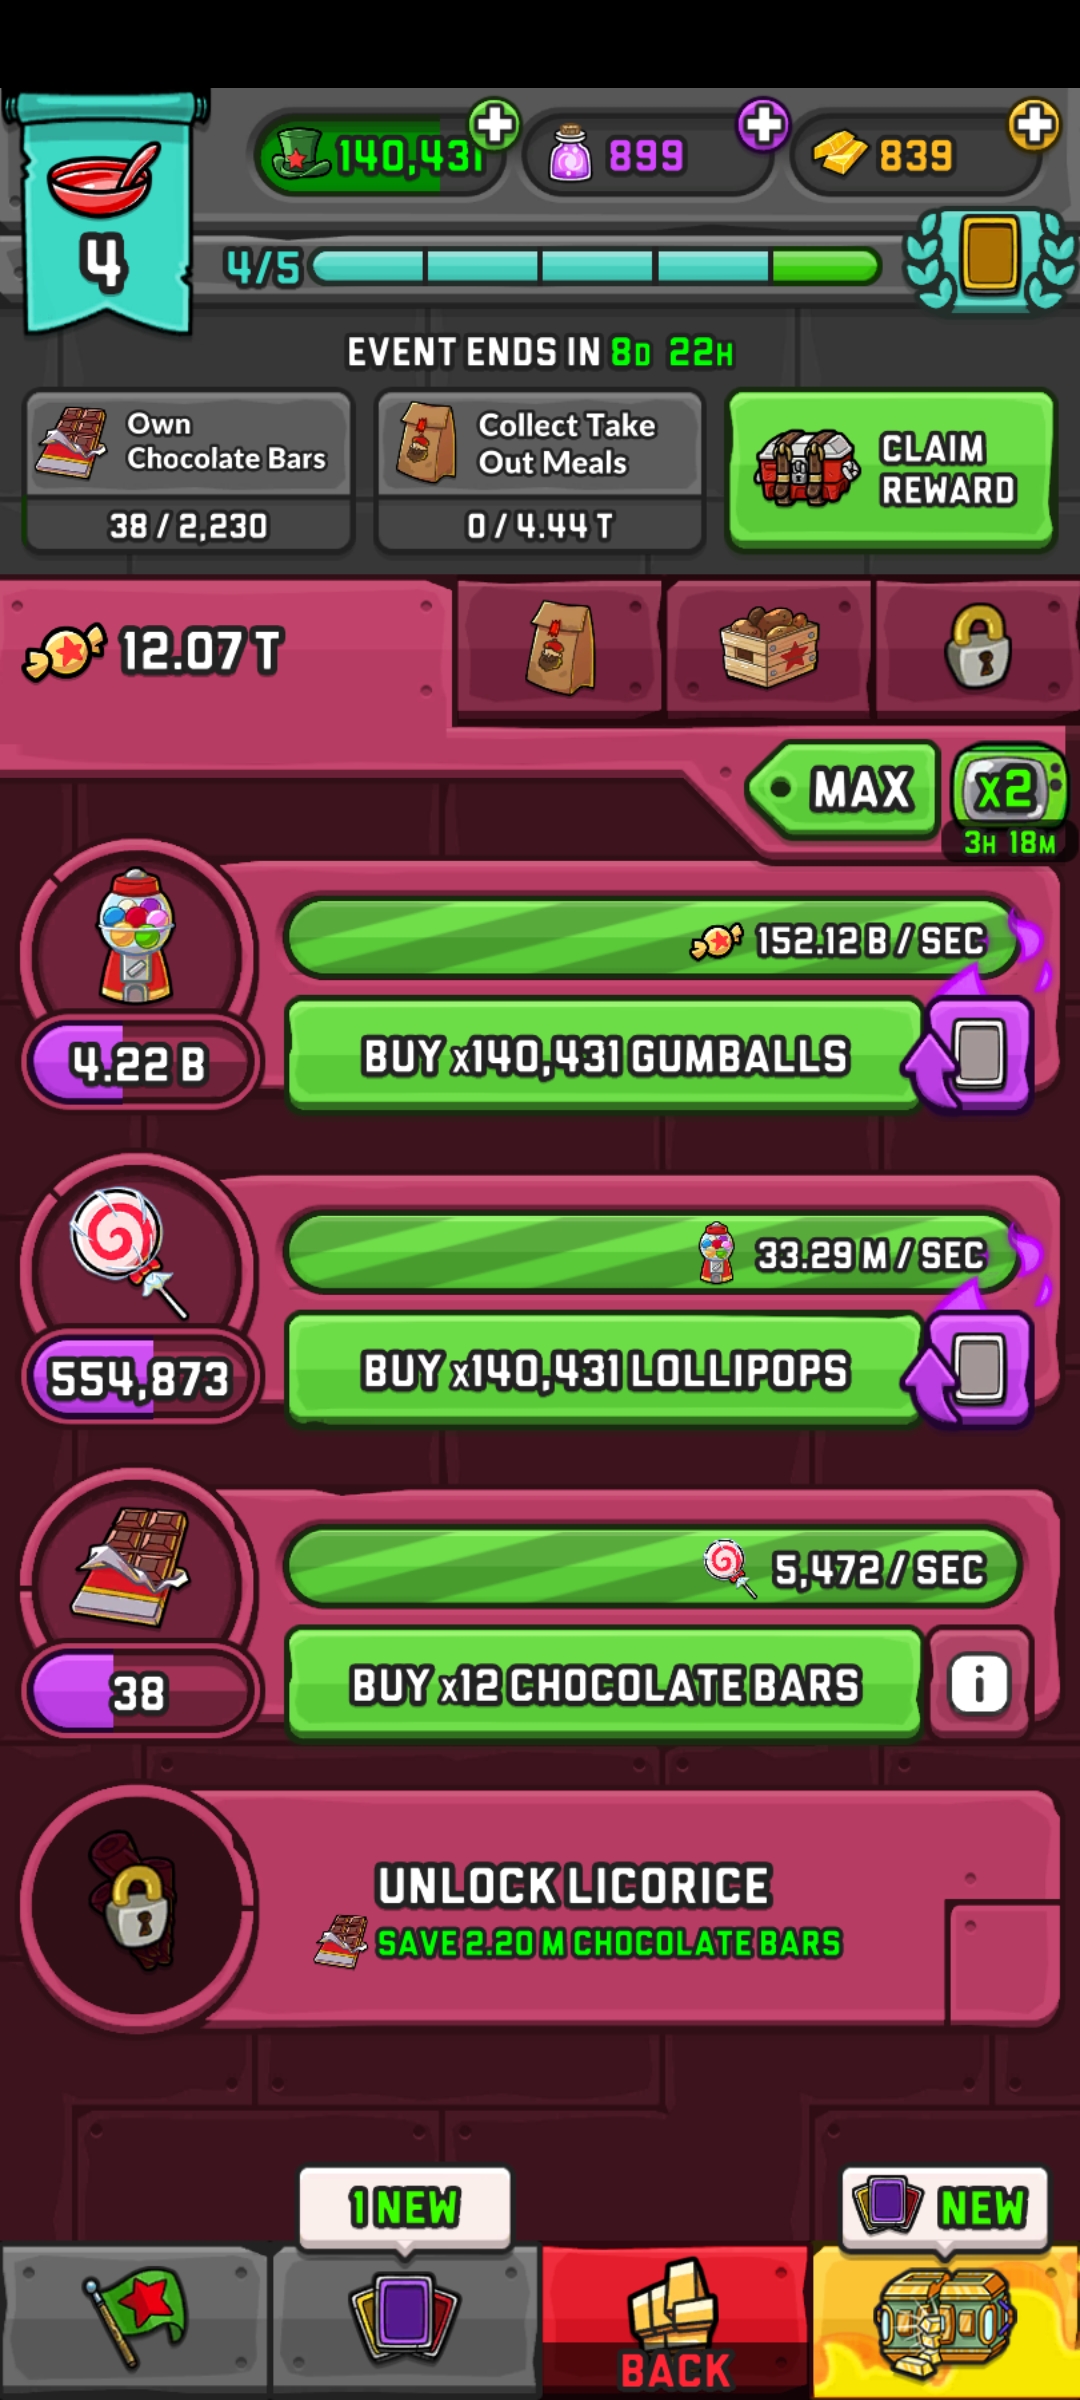 140,431
899
839
4
4/5
EVENT ENDS IN 8D 22H
Own
Chocolate Bars
38 / 2,230
Collect Take
Out Meals
0 / 4.44 T
CLAIM
REWARD
12.07 T
MAX
x2
3H 18M
152.12 B / SEC
4.22 B
BUY x140,431 GUMBALLS
33.29 M / SEC
554,873
BUY x140,431 LOLLIPOPS
5,472 / SEC
38
BUY x12 CHOCOLATE BARS
i
UNLOCK LICORICE
SAVE 2.20 M CHOCOLATE BARS
1 NEW
NEW
BACK